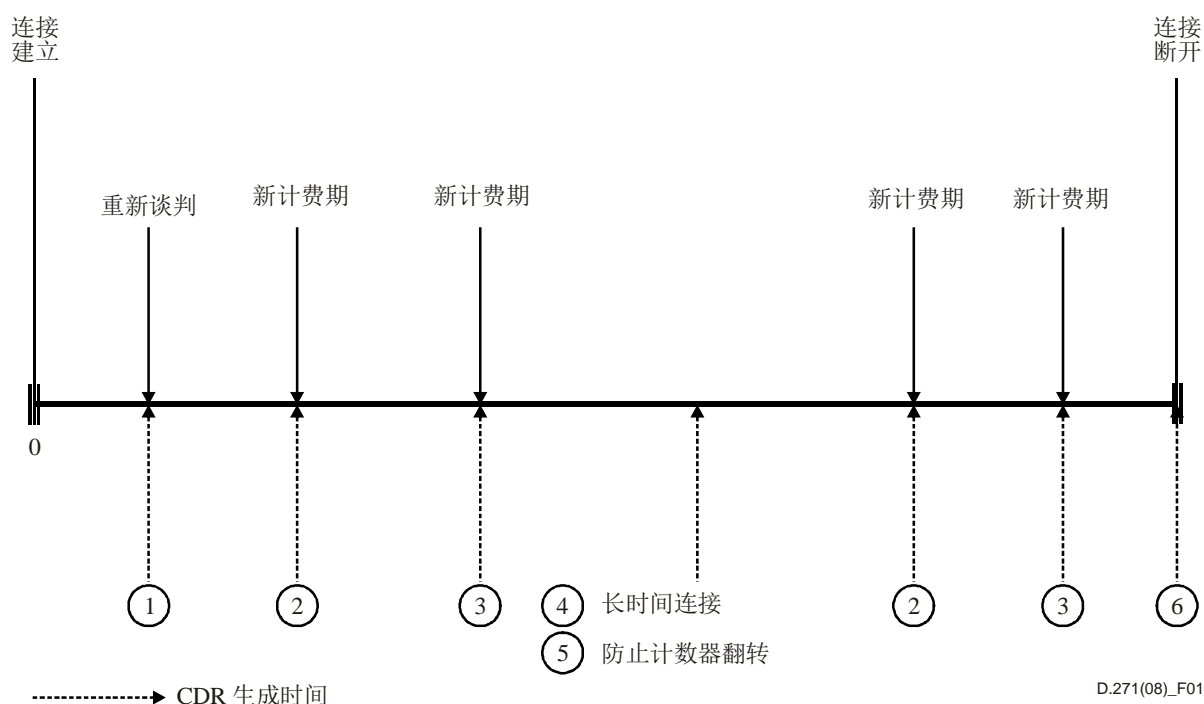 连接
建立
连接
断开
重新谈判
新计费期
新计费期
新计费期
新计费期
0
1
2
3
4 长时间连接
2
3
6
5 防止计数器翻转
CDR 生成时间
D.271(08)_F01